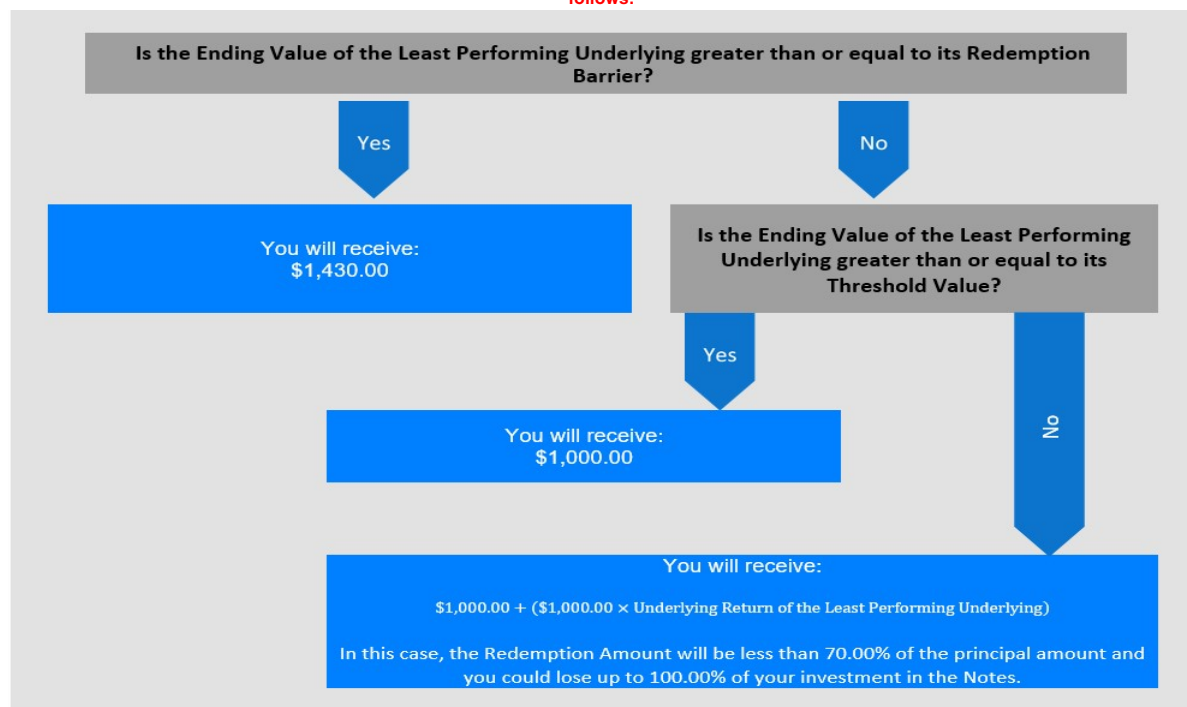 follows:
Is the Ending Value of the Least Performing Underlying greater than or equal to its Redemption
Barrier?
Yes
No
You will receive:
$1,430.00
Is the Ending Value of the Least Performing
Underlying greater than or equal to its
Threshold Value?
Yes
No
You will receive:
$1,000.00
You will receive:
$1,000.00 + ($1,000.00 × Underlying Return of the Least Performing Underlying)
In this case, the Redemption Amount will be less than 70.00% of the principal amount and
you could lose up to 100.00% of your investment in the Notes.